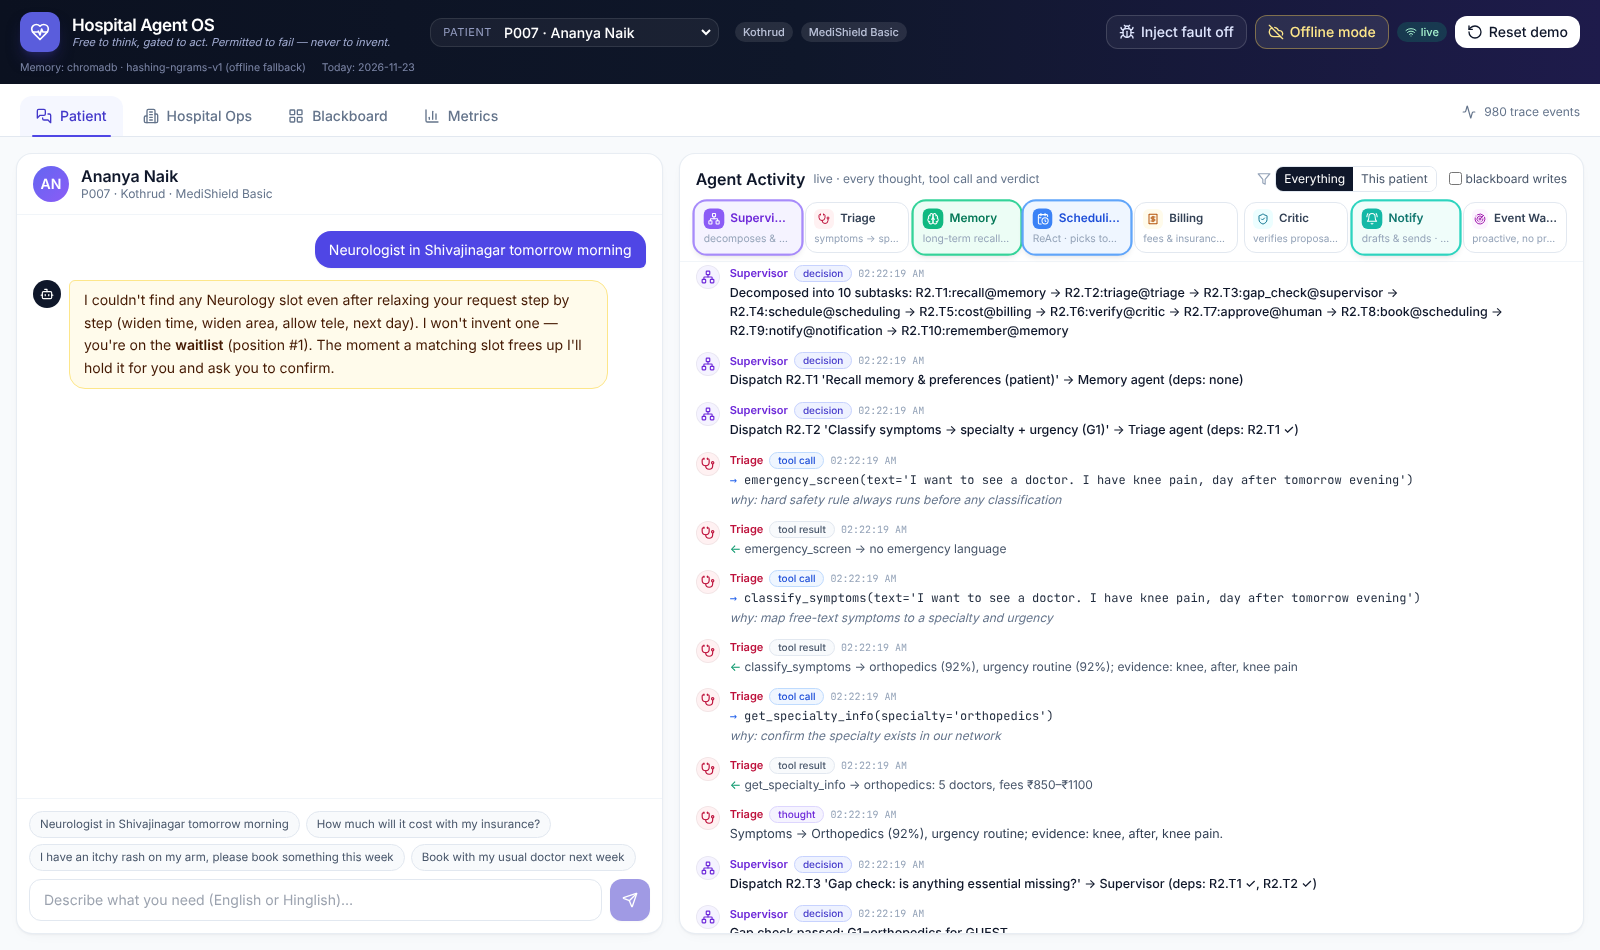 Hospital Agent OS
Free to think, gated to act. Permitted to fail — never to invent.
PATIENT P007 · Ananya Naik
Kothrud
MediShield Basic
Inject fault off
Offline mode
live
Reset demo
Memory: chromadb · hashing-ngrams-v1 (offline fallback) Today: 2026-11-23
Patient
Hospital Ops
Blackboard
Metrics
980 trace events
AN
Ananya Naik
P007 · Kothrud · MediShield Basic
Neurologist in Shivajinagar tomorrow morning
I couldn't find any Neurology slot even after relaxing your request step by
step (widen time, widen area, allow tele, next day). I won't invent one —
you're on the waitlist (position #1). The moment a matching slot frees up I'll
hold it for you and ask you to confirm.
Neurologist in Shivajinagar tomorrow morning
How much will it cost with my insurance?
I have an itchy rash on my arm, please book something this week
Book with my usual doctor next week
Describe what you need (English or Hinglish)...
Agent Activity live · every thought, tool call and verdict
Everything
This patient
blackboard writes
Supervi...
decomposes & ...
Triage
symptoms → sp...
Memory
long-term recall...
Scheduli...
ReAct · picks to...
Billing
fees & insuranc...
Critic
verifies proposa...
Notify
drafts & sends · ...
Event Wa...
proactive, no pr...
Supervisor decision 02:22:19 AM
Decomposed into 10 subtasks: R2.T1:recall@memory → R2.T2:triage@triage → R2.T3:gap_check@supervisor →
R2.T4:schedule@scheduling → R2.T5:cost@billing → R2.T6:verify@critic → R2.T7:approve@human → R2.T8:book@scheduling →
R2.T9:notify@notification → R2.T10:remember@memory
Supervisor decision 02:22:19 AM
Dispatch R2.T1 'Recall memory & preferences (patient)' → Memory agent (deps: none)
Supervisor decision 02:22:19 AM
Dispatch R2.T2 'Classify symptoms → specialty + urgency (G1)' → Triage agent (deps: R2.T1 ✓)
Triage tool call 02:22:19 AM
→ emergency_screen(text='I want to see a doctor. I have knee pain, day after tomorrow evening')
why: hard safety rule always runs before any classification
Triage tool result 02:22:19 AM
← emergency_screen → no emergency language
Triage tool call 02:22:19 AM
→ classify_symptoms(text='I want to see a doctor. I have knee pain, day after tomorrow evening')
why: map free-text symptoms to a specialty and urgency
Triage tool result 02:22:19 AM
← classify_symptoms → orthopedics (92%), urgency routine (92%); evidence: knee, after, knee pain
Triage tool call 02:22:19 AM
→ get_specialty_info(specialty='orthopedics')
why: confirm the specialty exists in our network
Triage tool result 02:22:19 AM
← get_specialty_info → orthopedics: 5 doctors, fees ₹850–₹1100
Triage thought 02:22:19 AM
Symptoms → Orthopedics (92%), urgency routine; evidence: knee, after, knee pain.
Supervisor decision 02:22:19 AM
Dispatch R2.T3 'Gap check: is anything essential missing?' → Supervisor (deps: R2.T1 ✓, R2.T2 ✓)
Supervisor decision 02:22:19 AM
Gap check passed: G1=orthopedics for GUEST